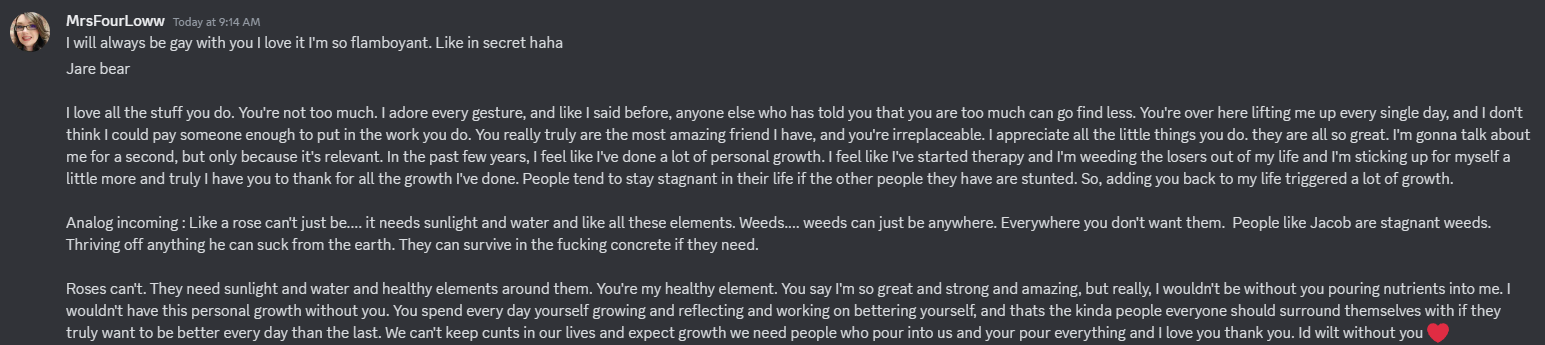 MrsFourLoww Today at 9:14 AM
I will always be gay with you I love it I'm so flamboyant. Like in secret haha
Jare bear
I love all the stuff you do. You're not too much. I adore every gesture, and like I said before, anyone else who has told you that you are too much can go find less. You're over here lifting me up every single day, and I don't
think I could pay someone enough to put in the work you do. You really truly are the most amazing friend I have, and you're irreplaceable. I appreciate all the little things you do. they are all so great. I'm gonna talk about
me for a second, but only because it's relevant. In the past few years, I feel like I've done a lot of personal growth. I feel like I've started therapy and I'm weeding the losers out of my life and I'm sticking up for myself a
little more and truly I have you to thank for all the growth I've done. People tend to stay stagnant in their life if the other people they have are stunted. So, adding you back to my life triggered a lot of growth.
Analog incoming : Like a rose can't just be.... it needs sunlight and water and like all these elements. Weeds.... weeds can just be anywhere. Everywhere you don't want them.  People like Jacob are stagnant weeds.
Thriving off anything he can suck from the earth. They can survive in the fucking concrete if they need.
Roses can't. They need sunlight and water and healthy elements around them. You're my healthy element. You say I'm so great and strong and amazing, but really, I wouldn't be without you pouring nutrients into me. I
wouldn't have this personal growth without you. You spend every day yourself growing and reflecting and working on bettering yourself, and thats the kinda people everyone should surround themselves with if they
truly want to be better every day than the last. We can't keep cunts in our lives and expect growth we need people who pour into us and your pour everything and I love you thank you. Id wilt without you ❤️